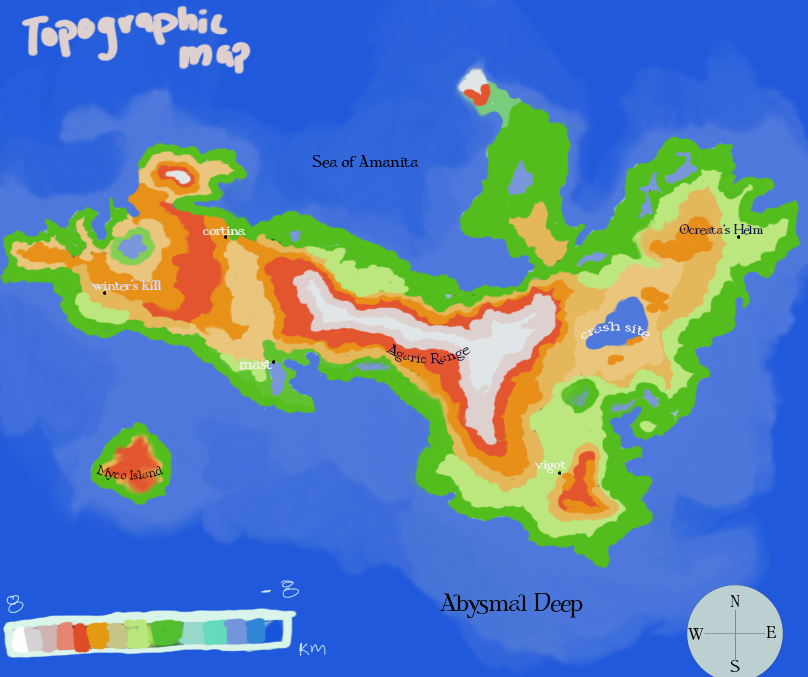 Topographic
map
Sea of Amanita
cortina
Ocreata's Helm
winter's kill
crash site
Agaric Range
mast
vigot
Myco Island
8
-8
Abysmal Deep
km
N
W
E
S